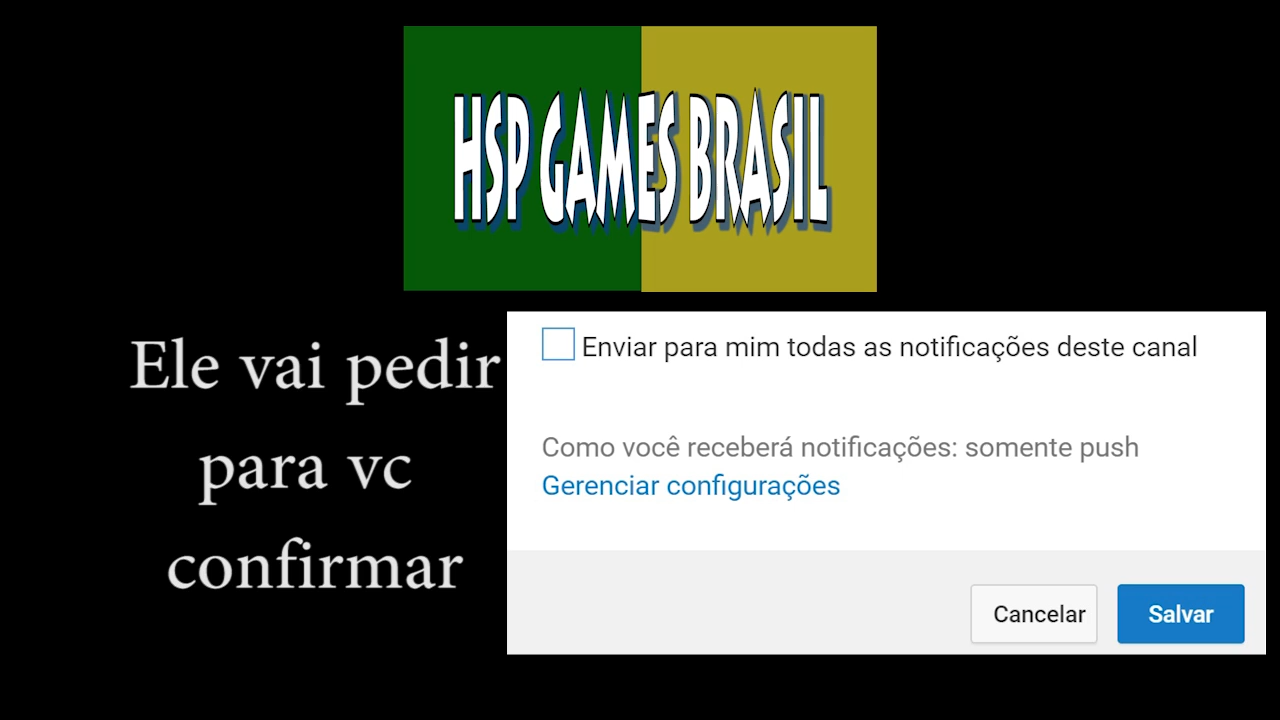 HSP GAMES BRASIL
Ele vai pedir
para vc
confirmar
Enviar para mim todas as notificações deste canal
Como você receberá notificações: somente push
Gerenciar configurações
Cancelar
Salvar